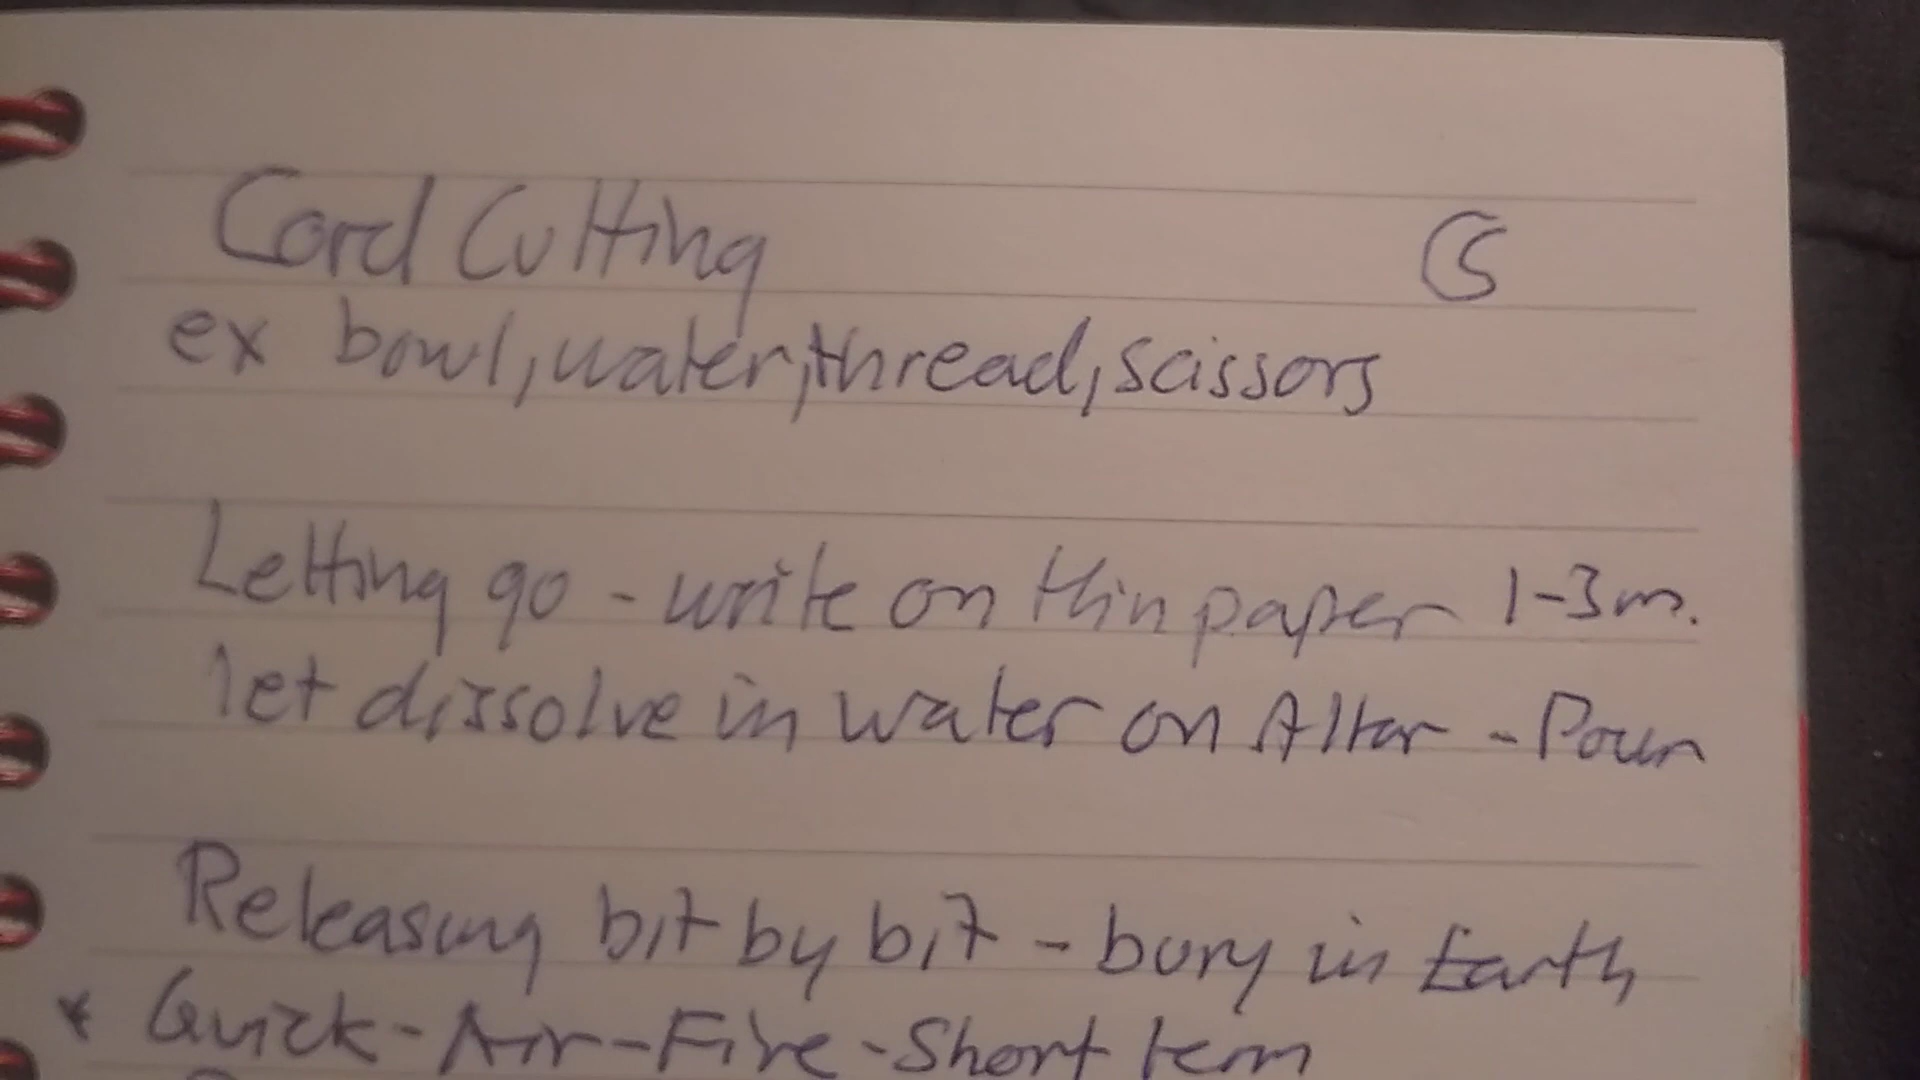 Cord Cutting
ex bowl, water, thread, scissors
Letting go - write on thin paper 1-3 m.
let dissolve in water on Altar - Pour
Releasing bit by bit - bury in Earth
* Quick - Air - Fire - Short term